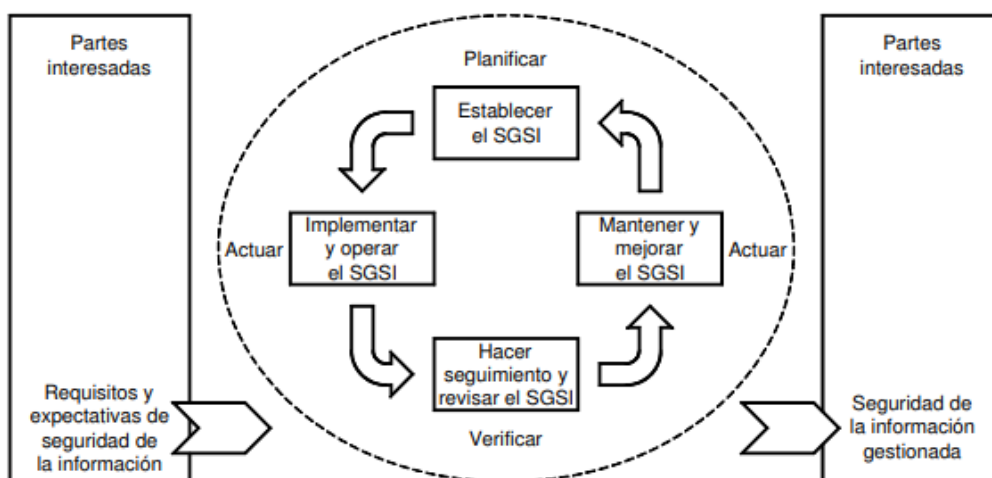 Partes
interesadas
Planificar
Partes
interesadas
Establecer
el SGSI
Actuar
Implementar
y operar
el SGSI
Mantener y
mejorar
el SGSI
Actuar
Hacer
seguimiento y
revisar el SGSI
Verificar
Requisitos y
expectativas de
seguridad de
la información
Seguridad de
la información
gestionada